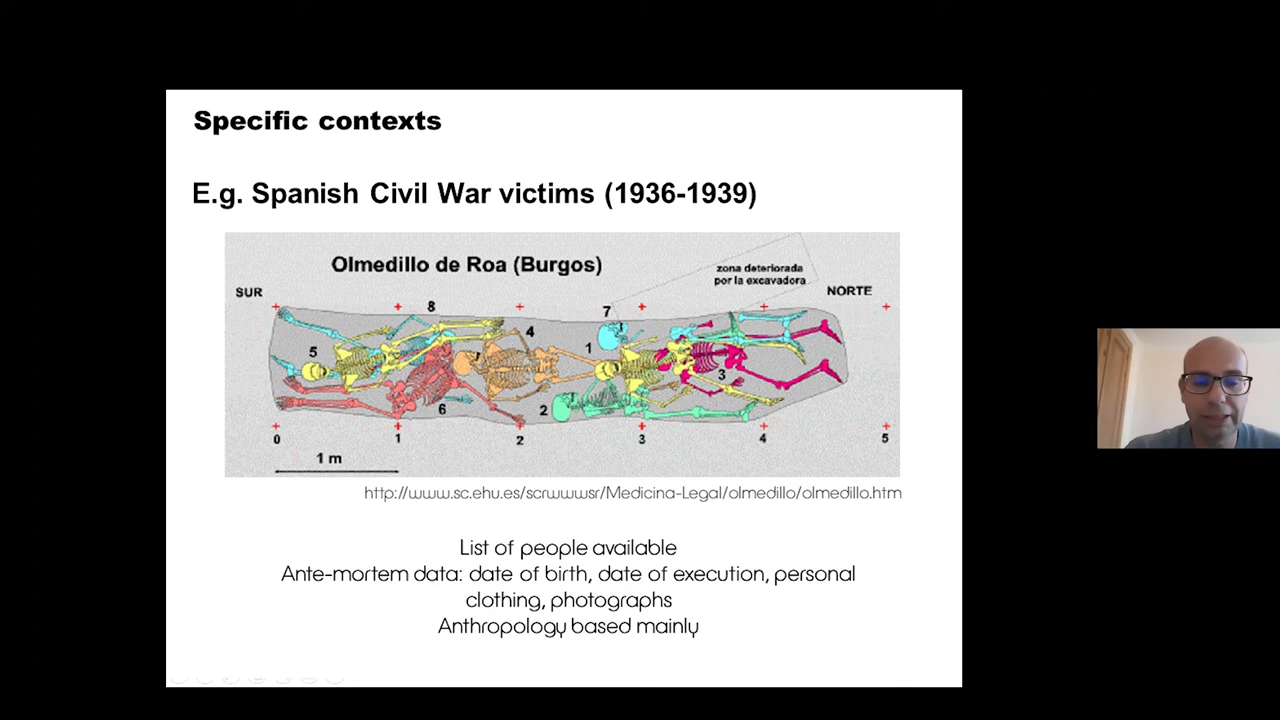 Specific contexts
E.g. Spanish Civil War victims (1936-1939)
Olmedillo de Roa (Burgos)
zona deteriorada
por la excavadora
SUR
NORTE
8
7
4
1
5
3
6
2
0
1
2
3
4
5
1 m
http://www.sc.ehu.es/scrwwwsr/Medicina-Legal/olmedillo/olmedillo.htm
List of people available
Ante-mortem data: date of birth, date of execution, personal
clothing, photographs
Anthropology based mainly